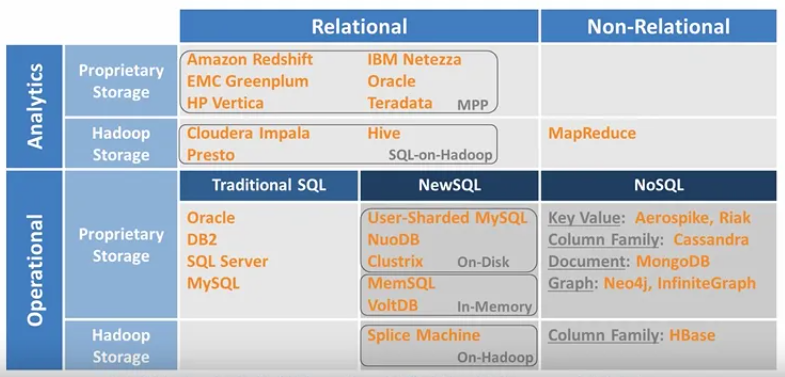 Relational Non-Relational
Analytics
Proprietary Storage
Amazon Redshift IBM Netezza
EMC Greenplum Oracle
HP Vertica Teradata MPP
Hadoop Storage
Cloudera Impala Hive
Presto SQL-on-Hadoop
MapReduce
Operational
Traditional SQL NewSQL NoSQL
Proprietary Storage
Oracle
DB2
SQL Server
MySQL
User-Sharded MySQL
NuoDB
Clustrix On-Disk
MemSQL
VoltDB In-Memory
Key Value: Aerospike, Riak
Column Family: Cassandra
Document: MongoDB
Graph: Neo4j, InfiniteGraph
Hadoop Storage
Splice Machine
On-Hadoop
Column Family: HBase